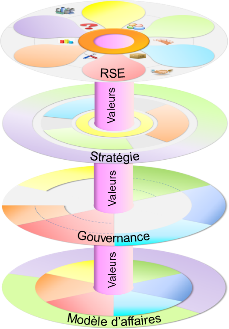 RSE
Valeurs
Stratégie
Valeurs
Gouvernance
Valeurs
Modèle d'affaires